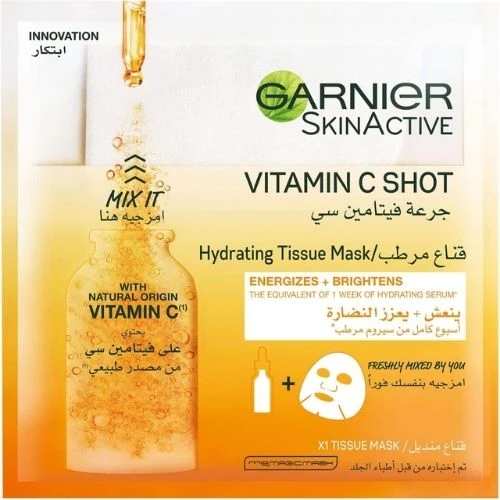 INNOVATION
ابتكار
GARNIER
SKINACTIVE
MIX IT
امزجيه هنا
VITAMIN C SHOT
جرعة فيتامين سي
Hydrating Tissue Mask/قناع مرطب
WITH
NATURAL ORIGIN
VITAMIN C(1)
يحتوي
على فيتامين سي
من مصدر طبيعي(1)
ENERGIZES + BRIGHTENS
THE EQUIVALENT OF 1 WEEK OF HYDRATING SERUM*
ينعش + يعزز النضارة
أسبوع كامل من سيروم مرطب*
+
FRESHLY MIXED BY YOU
امزجيه بنفسك فوراً
X1 TISSUE MASK / قناع منديل
تم إختباره من قبل أطباء الجلد